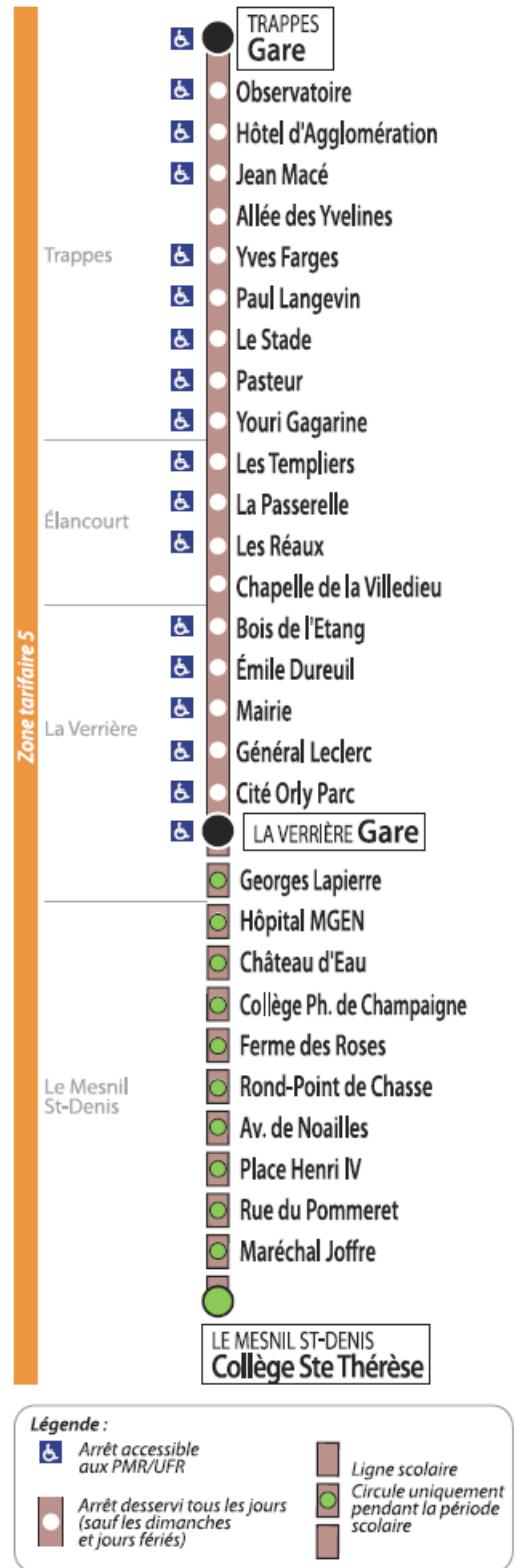 TRAPPES
Gare
Observatoire
Hôtel d'Agglomération
Jean Macé
Allée des Yvelines
Trappes
Yves Farges
Paul Langevin
Le Stade
Pasteur
Youri Gagarine
Les Templiers
La Passerelle
Élancourt
Les Réaux
Chapelle de la Villedieu
Bois de l'Etang
Émile Dureuil
Zone tarifaire 5
Mairie
La Verrière
Général Leclerc
Cité Orly Parc
LA VERRIÈRE Gare
Georges Lapierre
Hôpital MGEN
Château d'Eau
Collège Ph. de Champaigne
Ferme des Roses
Le Mesnil
St-Denis
Rond-Point de Chasse
Av. de Noailles
Place Henri IV
Rue du Pommeret
Maréchal Joffre
LE MESNIL ST-DENIS
Collège Ste Thérèse
Légende :
Arrêt accessible
aux PMR/UFR
Arrêt desservi tous les jours
(sauf les dimanches
et jours fériés)
Ligne scolaire
Circule uniquement
pendant la période
scolaire